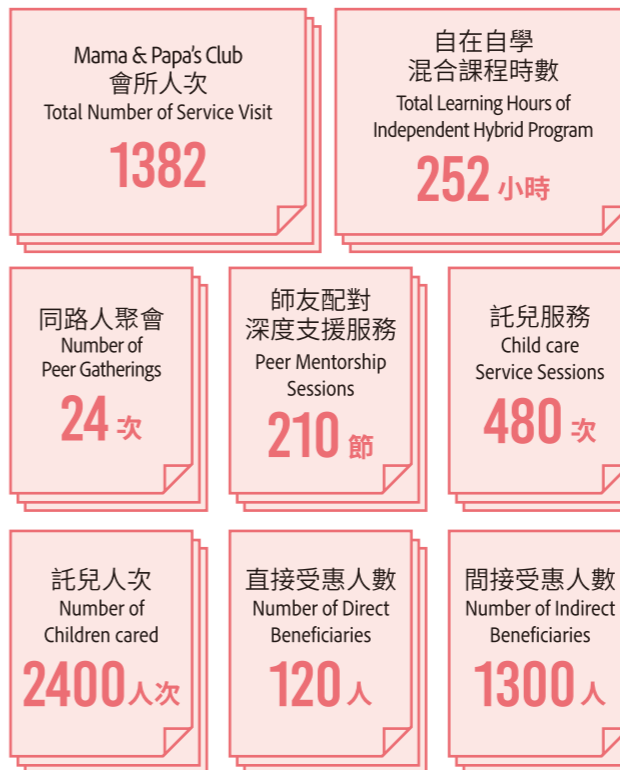 Mama & Papa's Club
會所人次
Total Number of Service Visit
1382
自在自學
混合課程時數
Total Learning Hours of
Independent Hybrid Program
252 小時
同路人聚會
Number of
Peer Gatherings
24 次
師友配對
深度支援服務
Peer Mentorship
Sessions
210 節
託兒服務
Child care
Service Sessions
480 次
託兒人次
Number of
Children cared
2400 人次
直接受惠人數
Number of Direct
Beneficiaries
120 人
間接受惠人數
Number of Indirect
Beneficiaries
1300 人